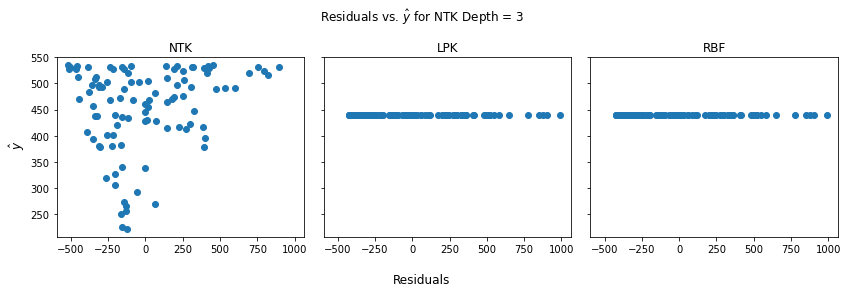 Residuals vs. ŷ for NTK Depth = 3
NTK
LPK
RBF
ŷ
550
500
450
400
350
300
250
−500 −250 0 250 500 750 1000
−500 −250 0 250 500 750 1000
−500 −250 0 250 500 750 1000
Residuals